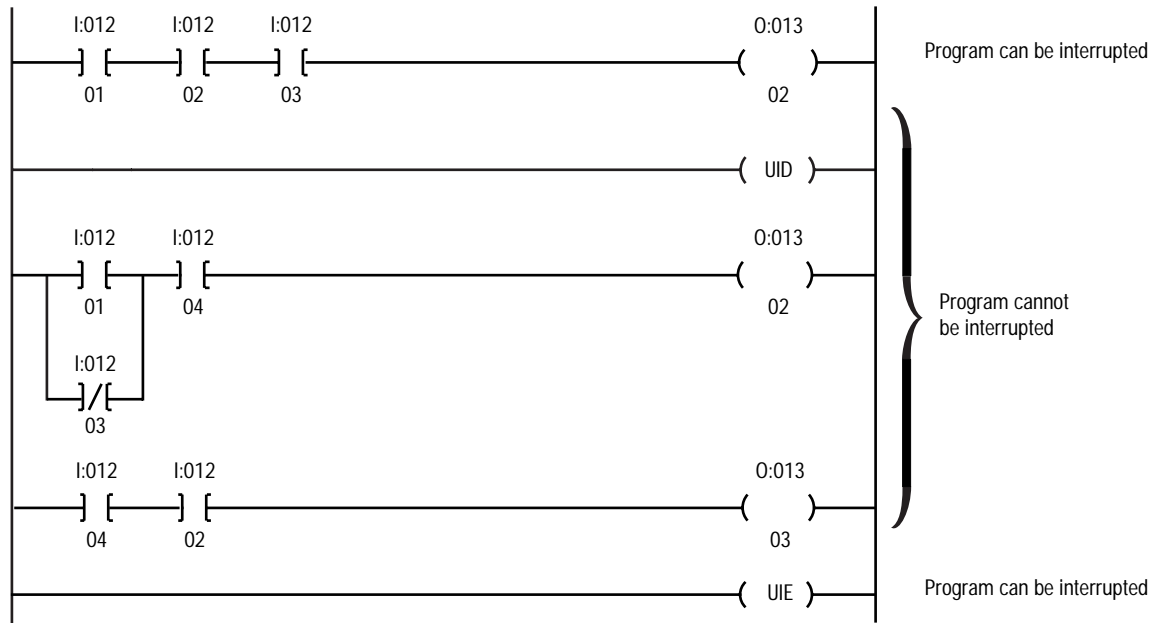 I:012 I:012 I:012 O:013
Program can be interrupted
01 02 03 02
UID
I:012 I:012 O:013
01 04 02
Program cannot
be interrupted
I:012
03
I:012 I:012 O:013
04 02 03
UIE
Program can be interrupted